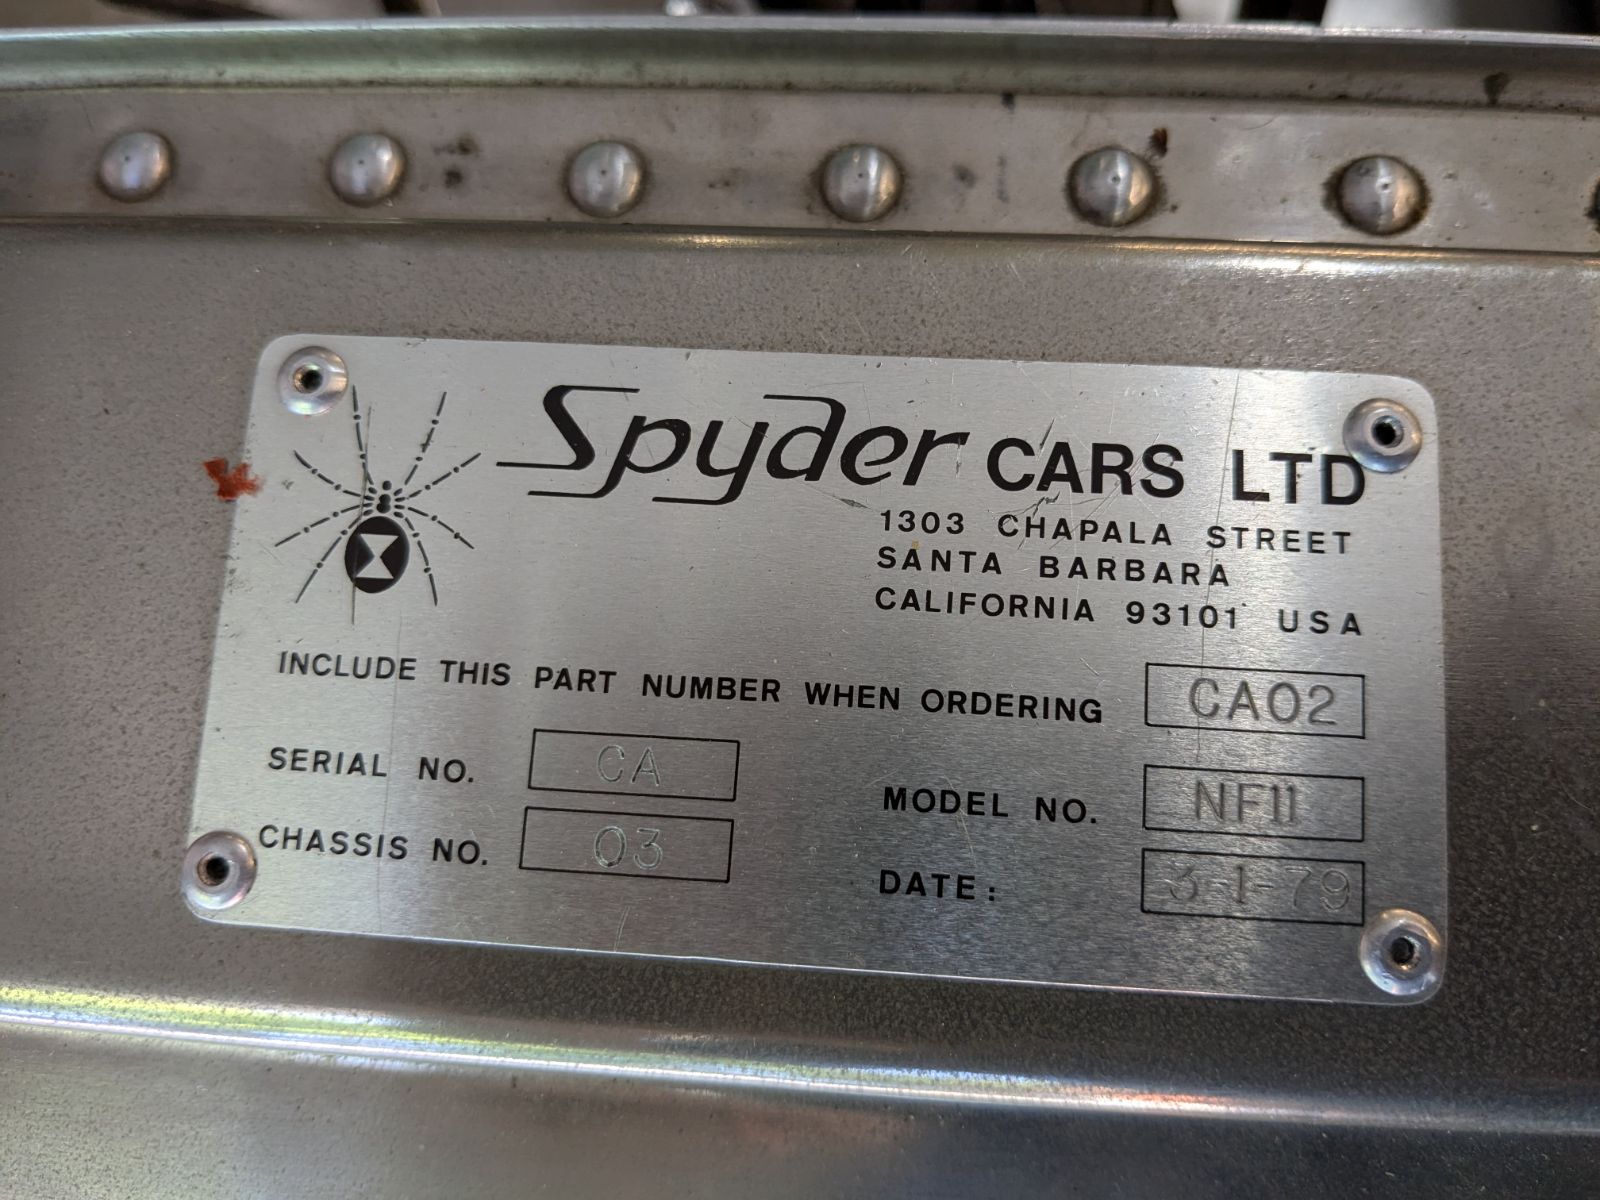 Spyder CARS LTD
1303 CHAPALA STREET
SANTA BARBARA
CALIFORNIA 93101 USA
INCLUDE THIS PART NUMBER WHEN ORDERING CA02
SERIAL NO. CA
MODEL NO. NF11
CHASSIS NO. 03
DATE: 3-1-79